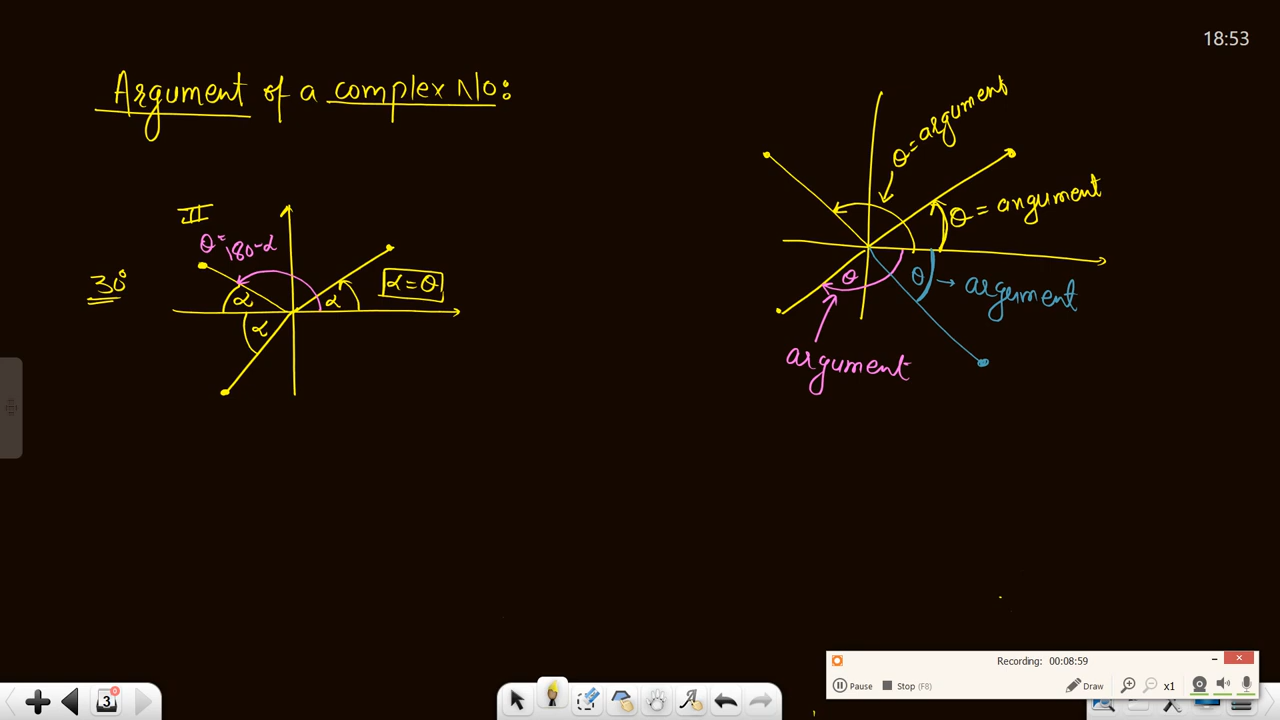 18:53
Argument of a complex No:
θ = argument
θ = argument
II
θ = 180-α
30°
α
α
α = θ
α
θ
θ → argument
argument
Recording: 00:08:59
Pause
Stop (F8)
Draw
x1
3
0